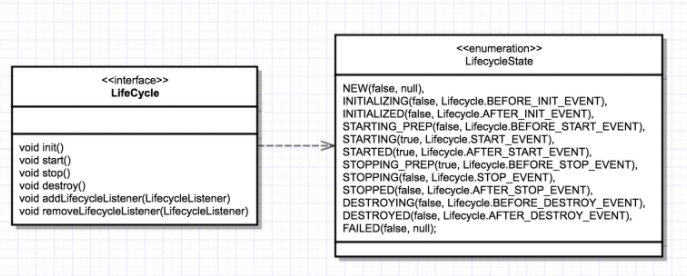 <<interface>>
LifeCycle
void init()
void start()
void stop()
void destroy()
void addLifecycleListener(LifecycleListener)
void removeLifecycleListener(LifecycleListener)
<<enumeration>>
LifecycleState
NEW(false, null),
INITIALIZING(false, Lifecycle.BEFORE_INIT_EVENT),
INITIALIZED(false, Lifecycle.AFTER_INIT_EVENT),
STARTING_PREP(false, Lifecycle.BEFORE_START_EVENT),
STARTING(true, Lifecycle.START_EVENT),
STARTED(true, Lifecycle.AFTER_START_EVENT),
STOPPING_PREP(true, Lifecycle.BEFORE_STOP_EVENT),
STOPPING(false, Lifecycle.STOP_EVENT),
STOPPED(false, Lifecycle.AFTER_STOP_EVENT),
DESTROYING(false, Lifecycle.BEFORE_DESTROY_EVENT),
DESTROYED(false, Lifecycle.AFTER_DESTROY_EVENT),
FAILED(false, null);